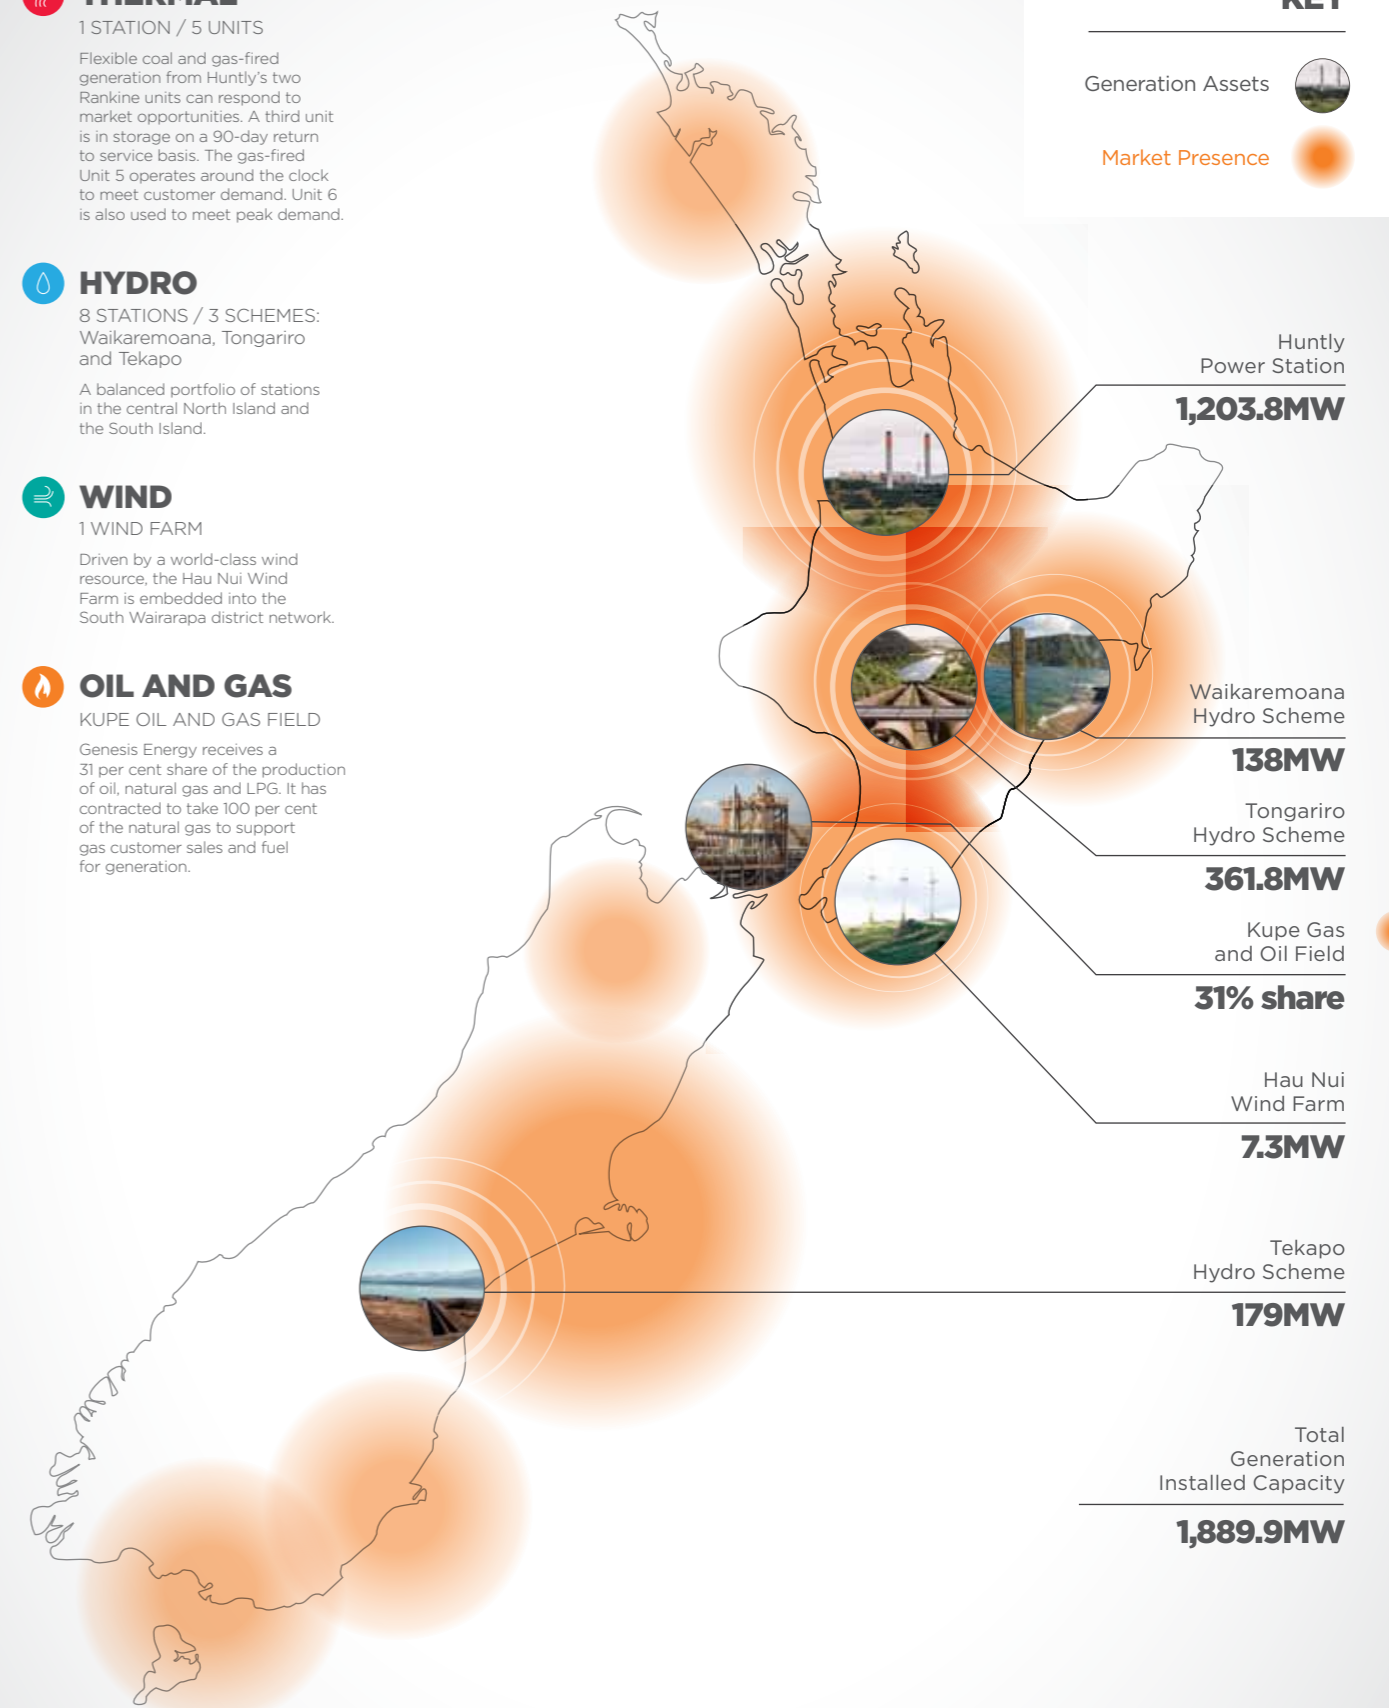 THERMAL
1 STATION / 5 UNITS
Flexible coal and gas-fired
generation from Huntly's two
Rankine units can respond to
market opportunities. A third unit
is in storage on a 90-day return
to service basis. The gas-fired
Unit 5 operates around the clock
to meet customer demand. Unit 6
is also used to meet peak demand.
HYDRO
8 STATIONS / 3 SCHEMES:
Waikaremoana, Tongariro
and Tekapo
A balanced portfolio of stations
in the central North Island and
the South Island.
WIND
1 WIND FARM
Driven by a world-class wind
resource, the Hau Nui Wind
Farm is embedded into the
South Wairarapa district network.
OIL AND GAS
KUPE OIL AND GAS FIELD
Genesis Energy receives a
31 per cent share of the production
of oil, natural gas and LPG. It has
contracted to take 100 per cent
of the natural gas to support
gas customer sales and fuel
for generation.
KEY
Generation Assets
Market Presence
Huntly
Power Station
1,203.8MW
Waikaremoana
Hydro Scheme
138MW
Tongariro
Hydro Scheme
361.8MW
Kupe Gas
and Oil Field
31% share
Hau Nui
Wind Farm
7.3MW
Tekapo
Hydro Scheme
179MW
Total
Generation
Installed Capacity
1,889.9MW